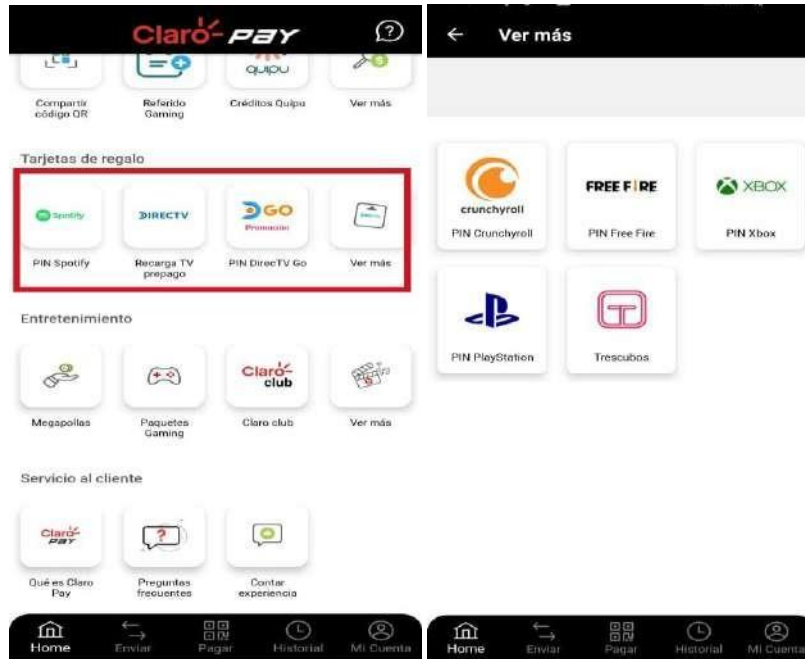 Claro- PAY
?
QUIPU
Compartir
código QR
Referido
Gaming
Créditos Quipu
Ver más
Tarjetas de regalo
Spotify
DIRECTV
DGO
Promoción
PIN Spotify
Recarga TV
prepago
PIN DirecTV Go
Ver más
Entretenimiento
Claro-
club
Megapollas
Paquetes
Gaming
Claro club
Ver más
Servicio al cliente
Claro-
PAY
?
Qué es Claro
Pay
Preguntas
frecuentes
Contar
experiencia
Home
Enviar
Pagar
Historial
Mi Cuenta
Ver más
crunchyroll
FREE FIRE
XBOX
PIN Crunchyroll
PIN Free Fire
PIN Xbox
PIN PlayStation
Trescubos
Home
Enviar
Pagar
Historial
Mi Cuenta